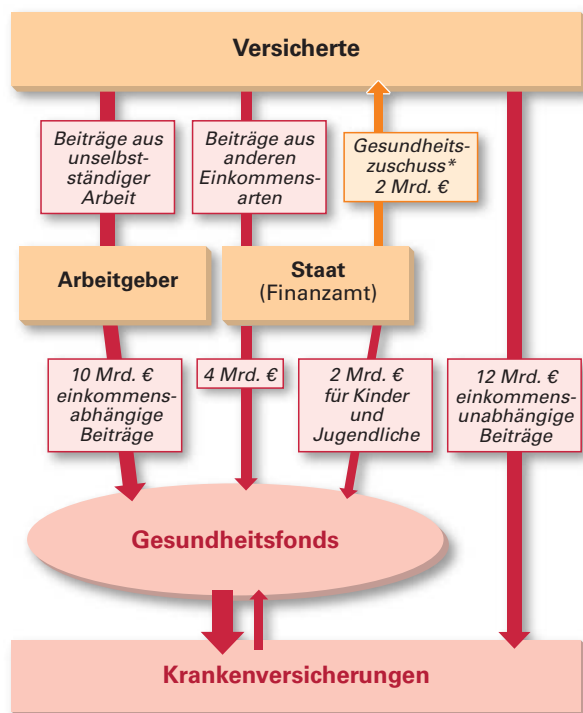 Versicherte
Beiträge aus
unselbst-
ständiger
Arbeit
Beiträge aus
anderen
Einkommens-
arten
Gesundheits-
zuschuss*
2 Mrd. €
Arbeitgeber
Staat
(Finanzamt)
10 Mrd. €
einkommens-
abhängige
Beiträge
4 Mrd. €
2 Mrd. €
für Kinder
und
Jugendliche
12 Mrd. €
einkommens-
unabhängige
Beiträge
Gesundheitsfonds
Krankenversicherungen